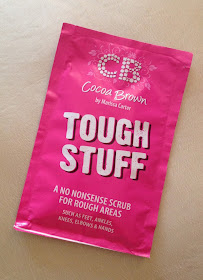 CB
Cocoa Brown
by Marissa Carter
TOUGH
STUFF
A NO NONSENSE SCRUB
FOR ROUGH AREAS
SUCH AS FEET, ANKLES,
KNEES, ELBOWS & HANDS